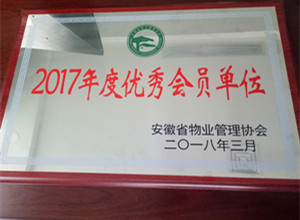 2017年度优秀会员单位
安徽省物业管理协会
二〇一八年三月